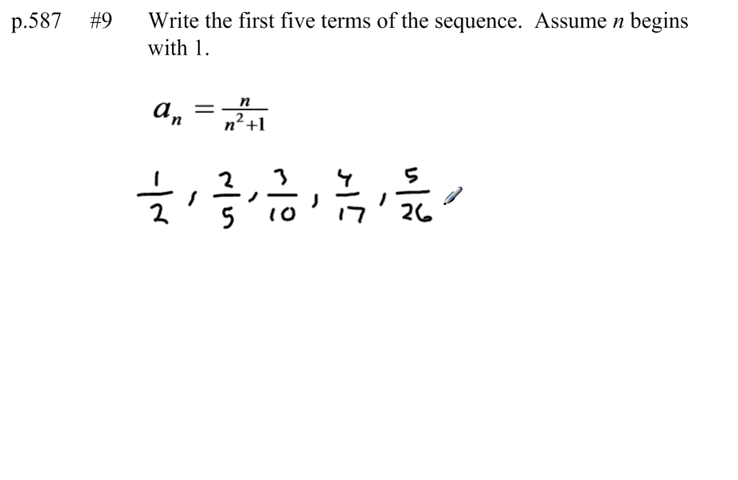 p.587 #9 Write the first five terms of the sequence. Assume n begins
with 1.
aₙ = n/(n²+1)
1/2, 2/5, 3/10, 4/17, 5/26